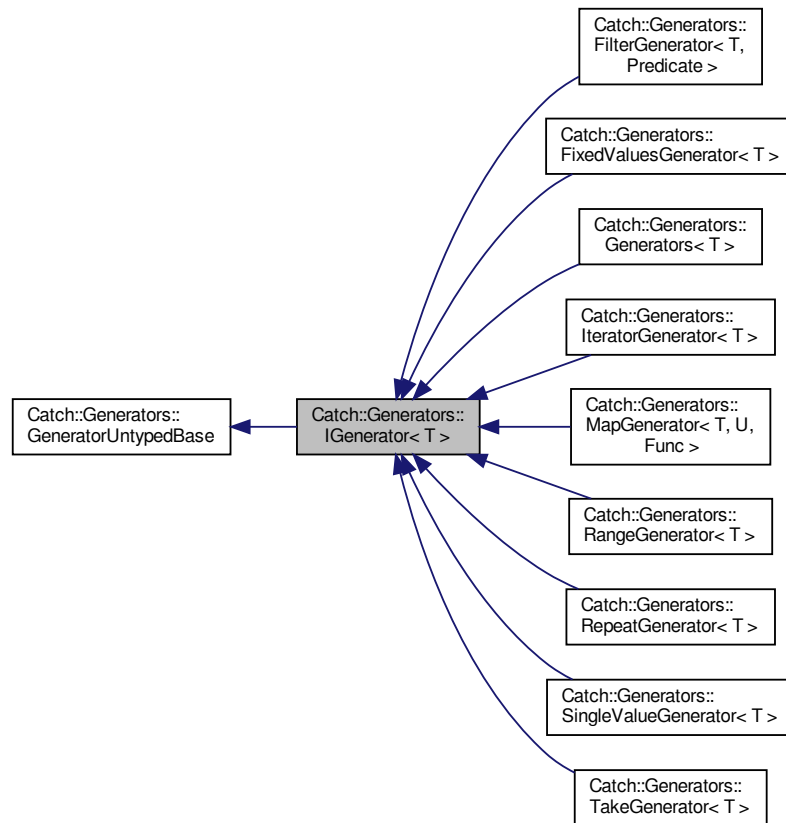 Catch::Generators::
FilterGenerator< T,
Predicate >
Catch::Generators::
FixedValuesGenerator< T >
Catch::Generators::
Generators< T >
Catch::Generators::
IteratorGenerator< T >
Catch::Generators::
GeneratorUntypedBase
Catch::Generators::
IGenerator< T >
Catch::Generators::
MapGenerator< T, U,
Func >
Catch::Generators::
RangeGenerator< T >
Catch::Generators::
RepeatGenerator< T >
Catch::Generators::
SingleValueGenerator< T >
Catch::Generators::
TakeGenerator< T >